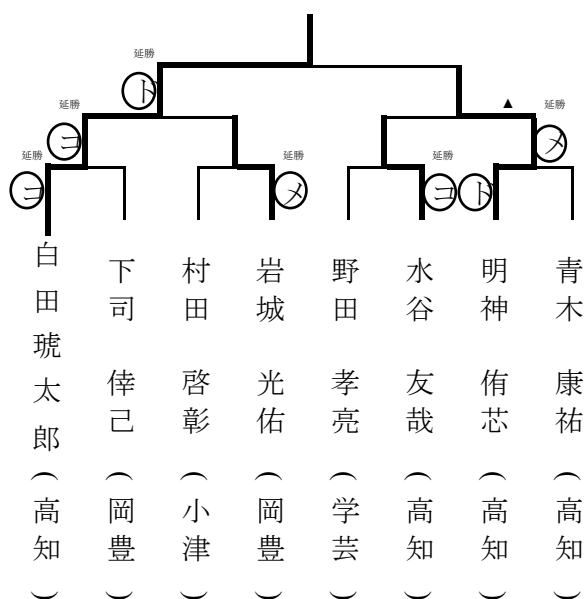 延勝
ド
延勝
コ
▲
延勝
メ
延勝
コ
延勝
メ
延勝
コ
ド
白田琥太郎(高知)
下司 倖己(岡豊)
村田 啓彰(小津)
岩城 光佑(岡豊)
野田 孝亮(学芸)
水谷 友哉(高知)
明神 侑芯(高知)
青木 康祐(高知)